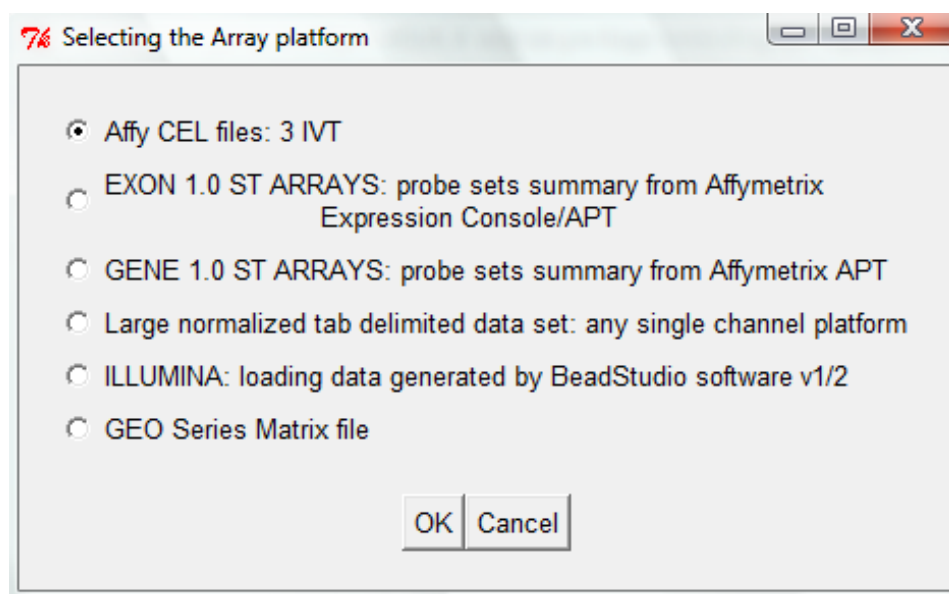 Selecting the Array platform
Affy CEL files: 3 IVT
EXON 1.0 ST ARRAYS: probe sets summary from Affymetrix
Expression Console/APT
GENE 1.0 ST ARRAYS: probe sets summary from Affymetrix APT
Large normalized tab delimited data set: any single channel platform
ILLUMINA: loading data generated by BeadStudio software v1/2
GEO Series Matrix file
OK Cancel